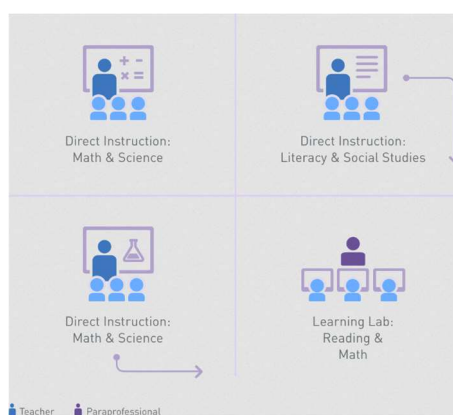 + -
× =
Direct Instruction:
Math & Science
Direct Instruction:
Literacy & Social Studies
Direct Instruction:
Math & Science
Learning Lab:
Reading &
Math
Teacher
Paraprofessional